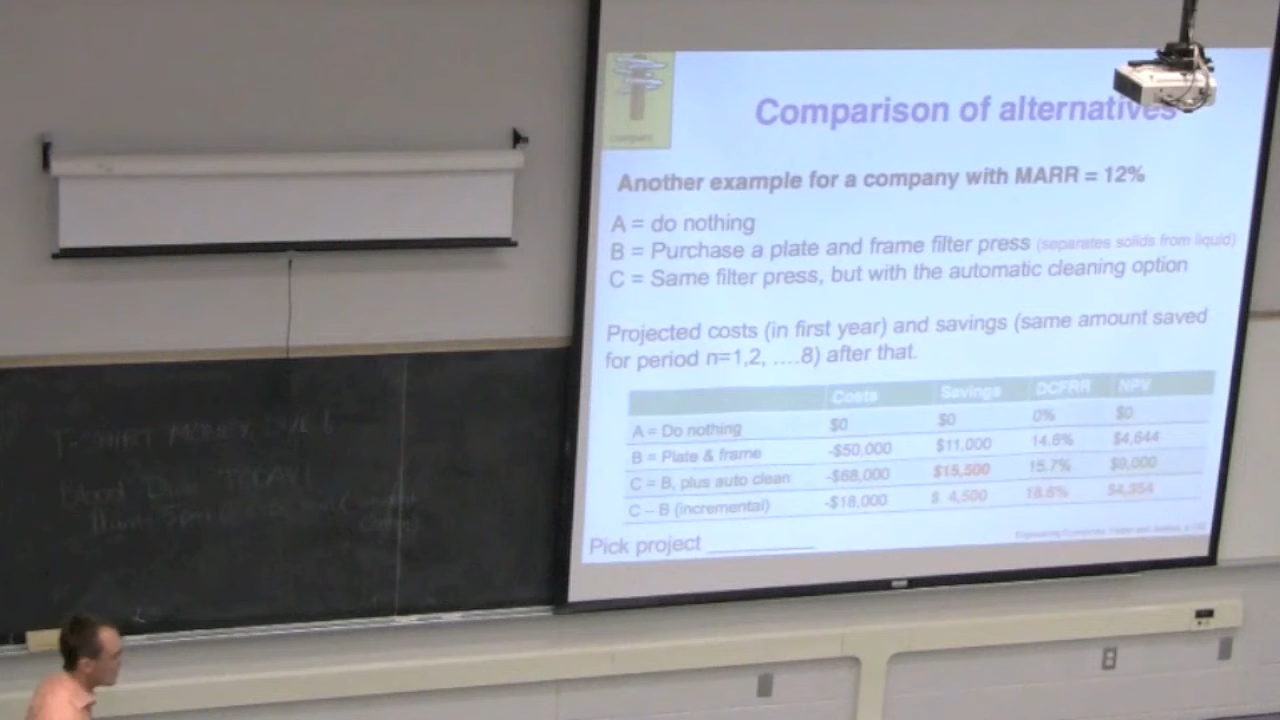 compare
Comparison of alternatives
Another example for a company with MARR = 12%
A = do nothing
B = Purchase a plate and frame filter press (separates solids from liquid)
C = Same filter press, but with the automatic cleaning option
Projected costs (in first year) and savings (same amount saved
for period n=1,2, ....8) after that.
Costs Savings DCFRR NPV
A = Do nothing $0 $0 0% $0
B = Plate & frame -$50,000 $11,000 14.6% $4,644
C = B, plus auto clean -$68,000 $15,500 15.7% $9,000
C – B (incremental) -$18,000 $ 4,500 18.6% $4,354
Pick project
T-SHIRT MONEY
TODAY!